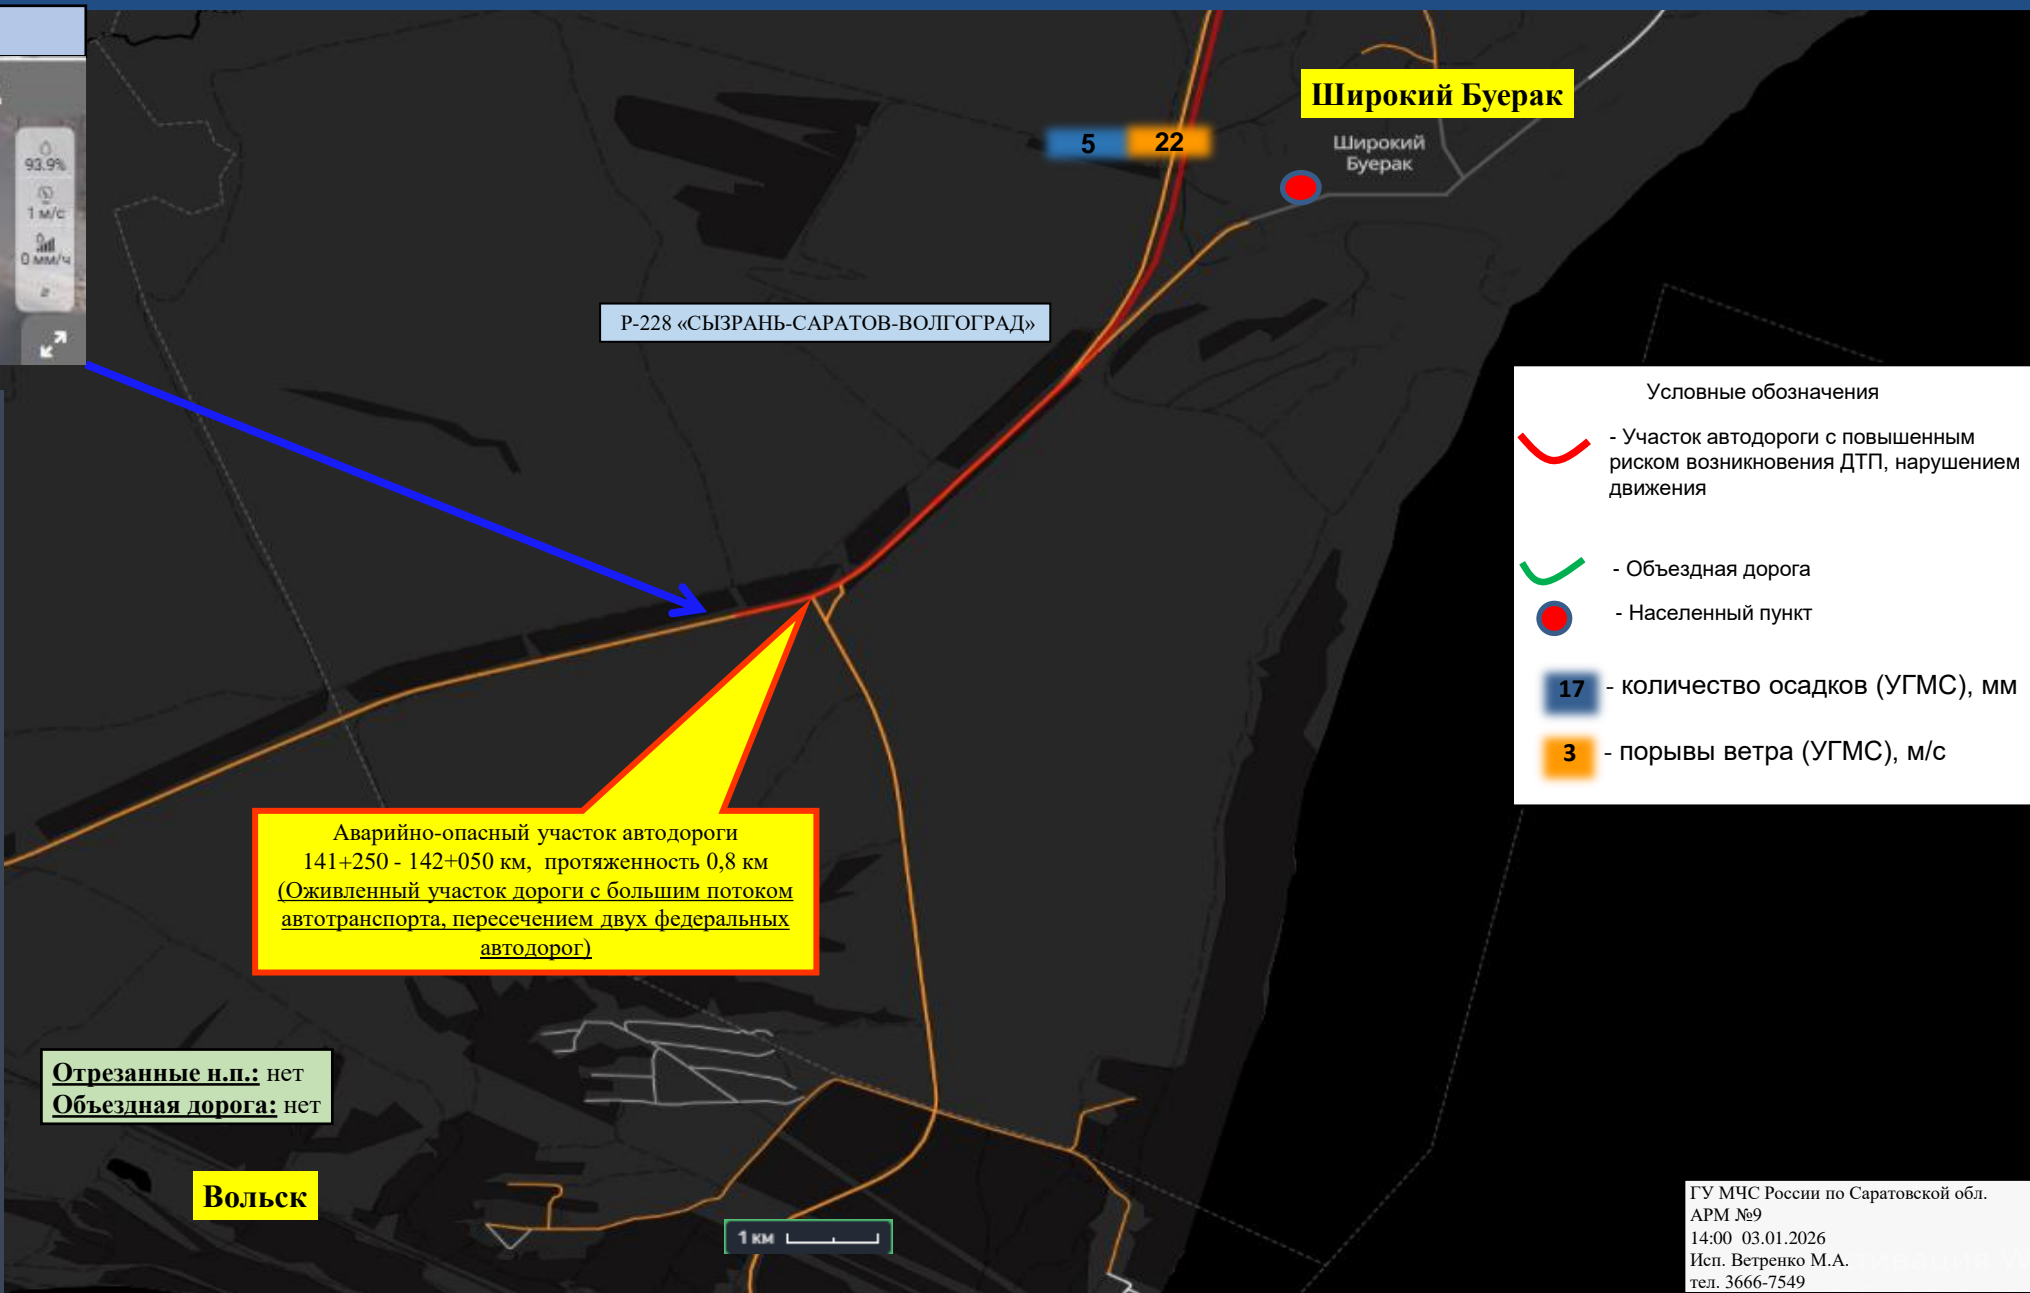 93.9%
1 м/с
0 мм/ч
Широкий Буерак
5
22
Широкий
Буерак
Р-228 «СЫЗРАНЬ-САРАТОВ-ВОЛГОГРАД»
Условные обозначения
- Участок автодороги с повышенным
риском возникновения ДТП, нарушением
движения
- Объездная дорога
- Населенный пункт
17 - количество осадков (УГМС), мм
3 - порывы ветра (УГМС), м/с
Аварийно-опасный участок автодороги
141+250 - 142+050 км, протяженность 0,8 км
(Оживленный участок дороги с большим потоком
автотранспорта, пересечением двух федеральных
автодорог)
Отрезанные н.п.: нет
Объездная дорога: нет
Вольск
1 км
ГУ МЧС России по Саратовской обл.
АРМ №9
14:00 03.01.2026
Исп. Ветренко М.А.
тел. 3666-7549